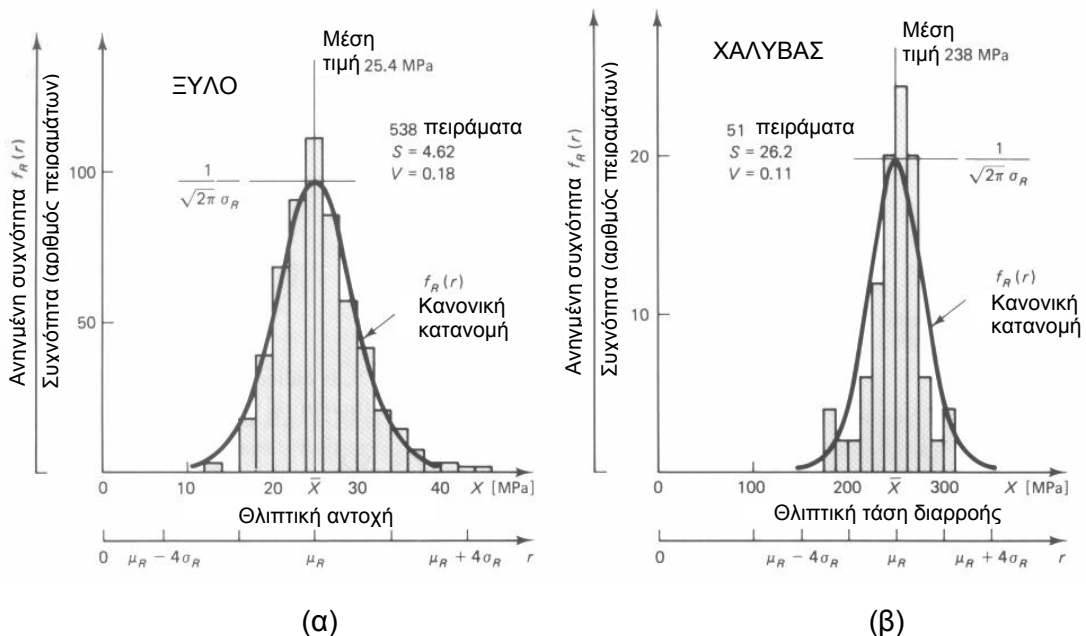 Μέση
τιμή 25.4 MPa
ΞΥΛΟ
538 πειράματα
S = 4.62
V = 0.18
1
√2π σ_R
f_R (r)
Κανονική
κατανομή
Ανηγμένη συχνότητα f_R (r)
Συχνότητα (αριθμός πειραμάτων)
100
50
0 10 20 X̄ 30 40 X [MPa]
Θλιπτική αντοχή
0 μ_R − 4σ_R μ_R μ_R + 4σ_R r
(α)
Μέση
τιμή 238 MPa
ΧΑΛΥΒΑΣ
51 πειράματα
S = 26.2
V = 0.11
1
√2π σ_R
f_R (r)
Κανονική
κατανομή
Ανηγμένη συχνότητα f_R (r)
Συχνότητα (αριθμός πειραμάτων)
20
10
0 100 200 X̄ 300 X [MPa]
Θλιπτική τάση διαρροής
0 μ_R − 4σ_R μ_R μ_R + 4σ_R r
(β)